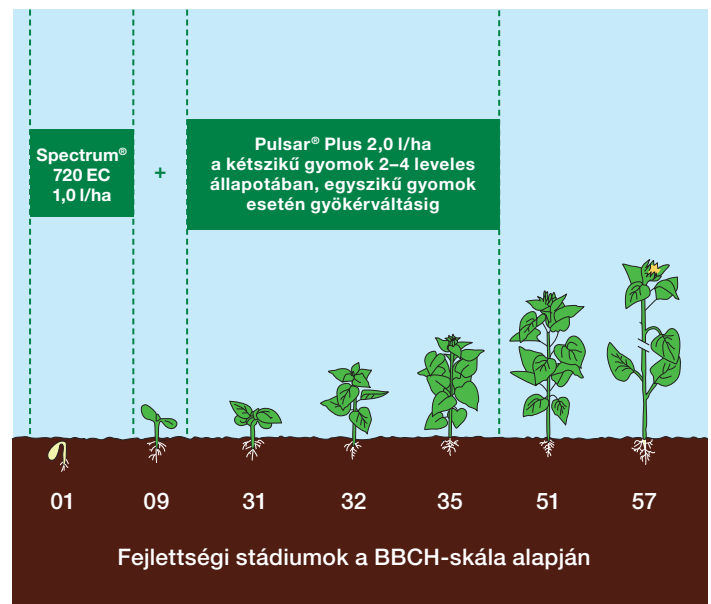 Spectrum®
720 EC
1,0 l/ha
+
Pulsar® Plus 2,0 l/ha
a kétszikű gyomok 2–4 leveles
állapotában, egyszikű gyomok
esetén gyökérváltásig
01 09 31 32 35 51 57
Fejlettségi stádiumok a BBCH-skála alapján